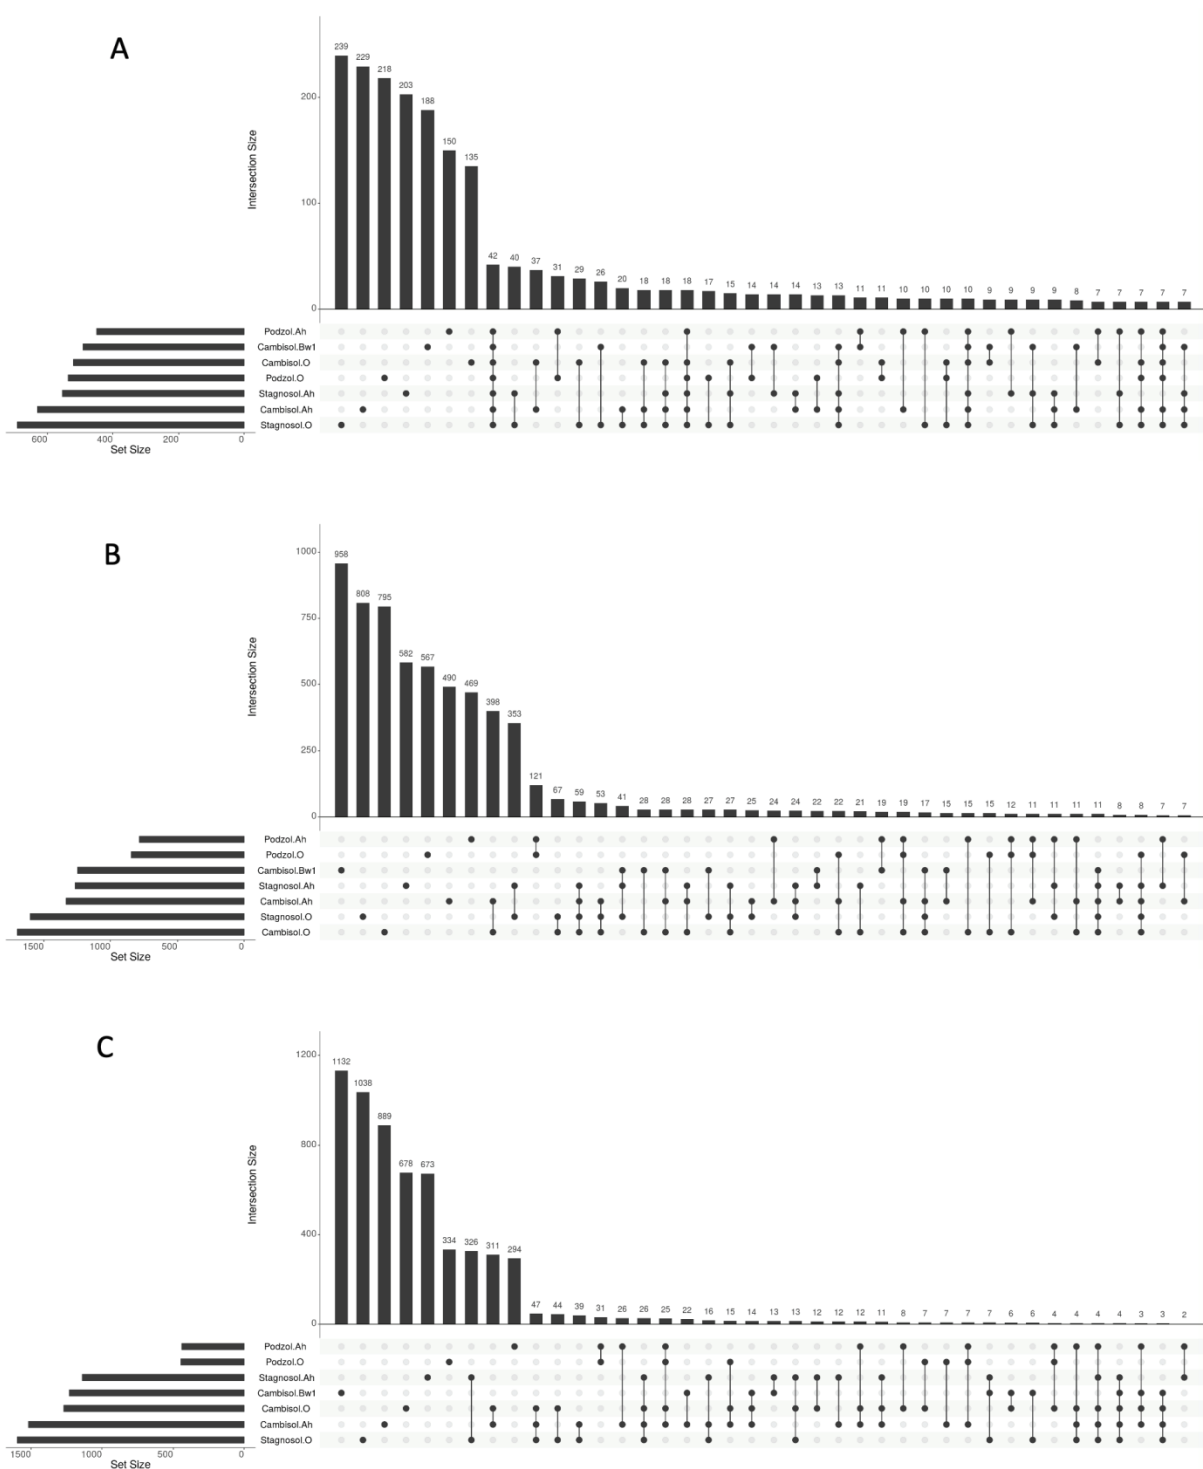 A
239 229 218 203 188 150 135 42 40 37 31 29 26 20 18 18 18 17 15 14 14 14 13 13 11 11 10 10 10 10 9 9 9 9 8 7 7 7 7 7
Intersection Size
200
100
0
Podzol.Ah
Cambisol.Bw1
Cambisol.O
Podzol.O
Stagnosol.Ah
Cambisol.Ah
Stagnosol.O
600 400 200 0
Set Size
B
958 808 795 582 567 490 469 398 353 121 67 59 53 41 28 28 28 27 27 25 24 24 22 22 21 19 19 17 15 15 15 12 11 11 11 11 8 8 7 7
Intersection Size
1000
750
500
250
0
Podzol.Ah
Podzol.O
Cambisol.Bw1
Stagnosol.Ah
Cambisol.Ah
Stagnosol.O
Cambisol.O
1500 1000 500 0
Set Size
C
1132 1038 889 678 673 334 326 311 294 47 44 39 31 26 26 25 22 16 15 14 13 13 12 12 12 11 8 7 7 7 7 6 6 4 4 4 4 3 3 2
Intersection Size
1200
800
400
0
Podzol.Ah
Podzol.O
Stagnosol.Ah
Cambisol.Bw1
Cambisol.O
Cambisol.Ah
Stagnosol.O
1500 1000 500 0
Set Size